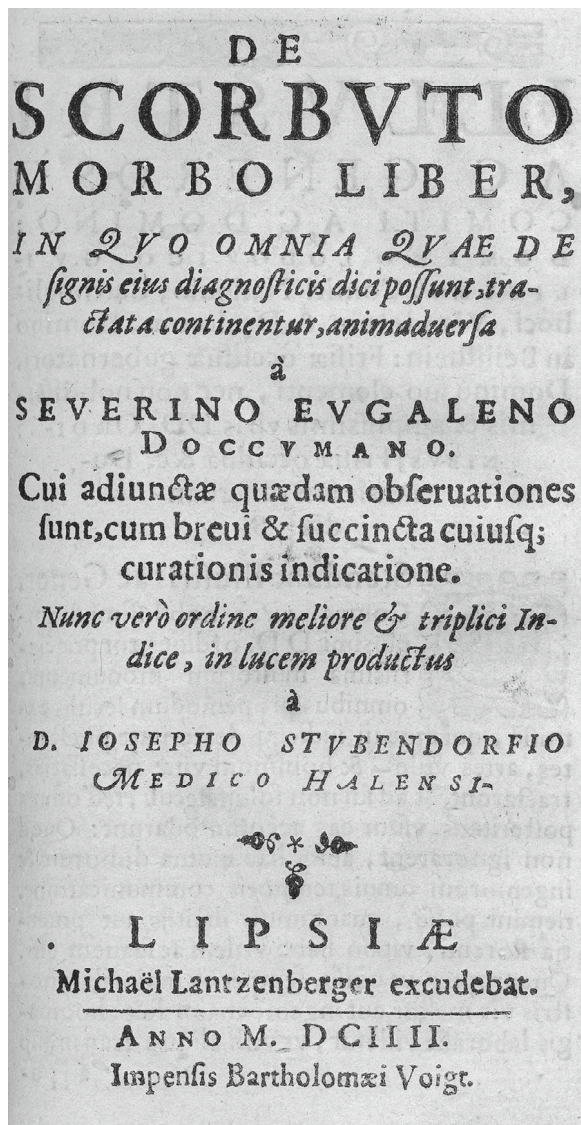 DE
SCORBVTO
MORBO LIBER,
IN QVO OMNIA QVAE DE
ſignis eius diagnoſticis dici poſſunt, tra-
ctata continentur, animaduerſa
à
SEVERINO EVGALENO
DOCCVMANO.
Cui adiunctæ quædam obſeruationes
ſunt, cum breui & ſuccincta cuiuſq;
curationis indicatione.
Nunc verò ordine meliore & triplici In-
dice, in lucem productus
à
D. IOSEPHO STVBENDORFIO
MEDICO HALENSI-
LIPSIÆ
Michaël Lantzenberger excudebat.
ANNO M. DCIIII.
Impenſis Bartholomæi Voigt.